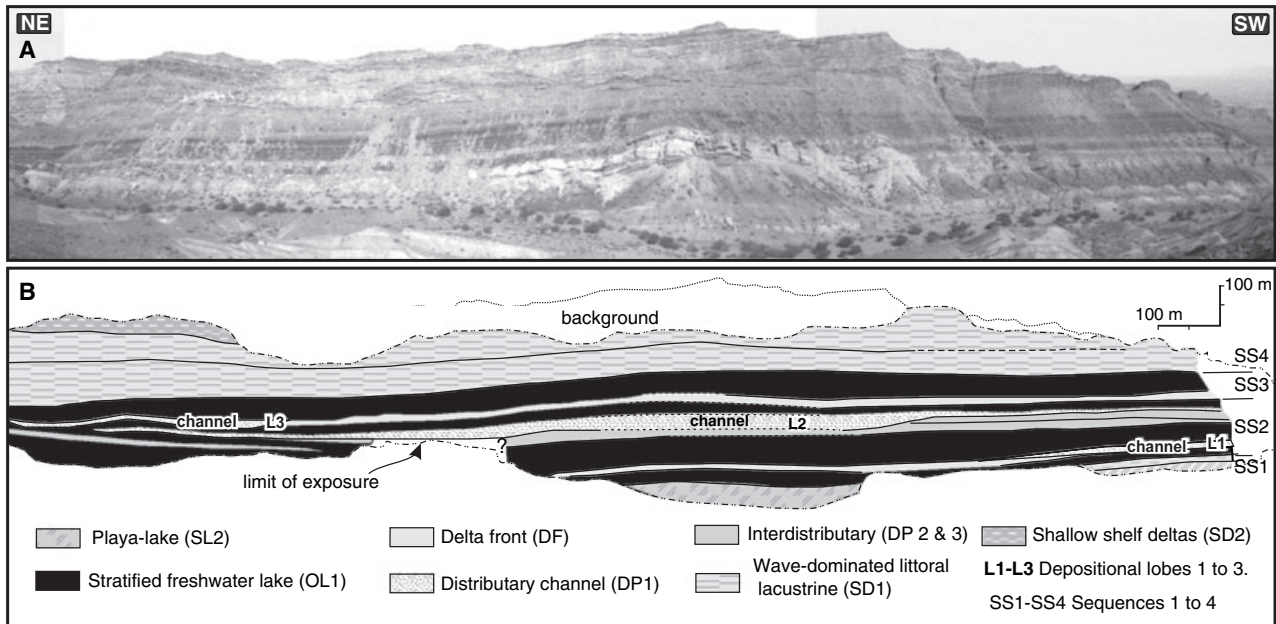 NE
SW
A
B
100 m
100 m
background
SS4
SS3
channel L3
channel L2
SS2
?
channel L1
SS1
limit of exposure
Playa-lake (SL2)
Delta front (DF)
Interdistributary (DP 2 & 3)
Shallow shelf deltas (SD2)
Stratified freshwater lake (OL1)
Distributary channel (DP1)
Wave-dominated littoral
lacustrine (SD1)
L1-L3 Depositional lobes 1 to 3.
SS1-SS4 Sequences 1 to 4